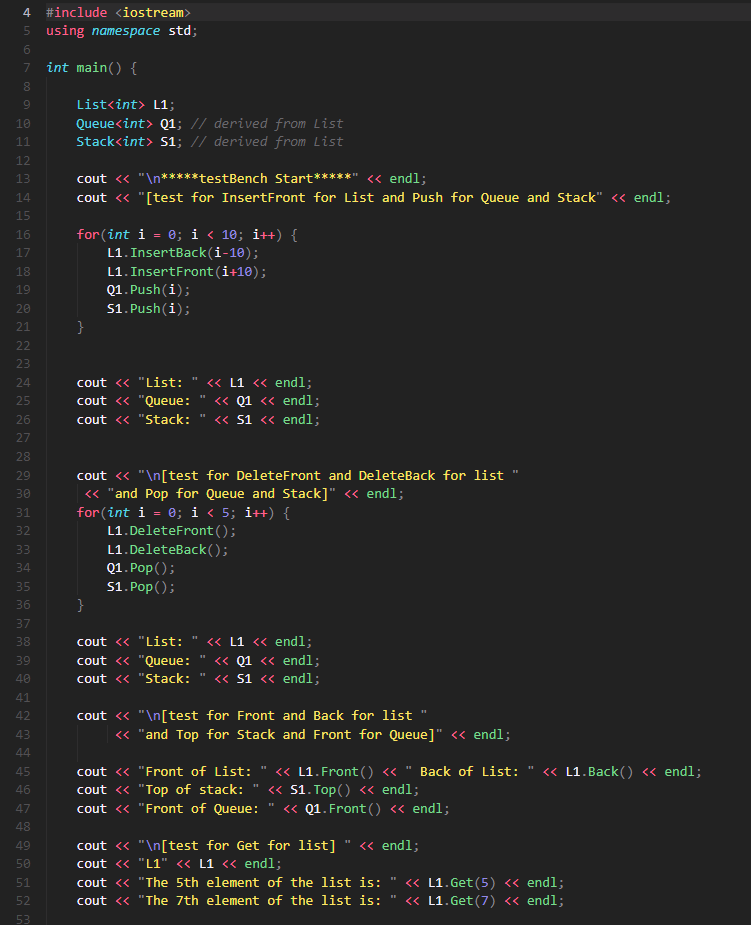 4 #include <iostream>
5 using namespace std;
6
7 int main() {
8
9 List<int> L1;
10 Queue<int> Q1; // derived from List
11 Stack<int> S1; // derived from List
12
13 cout << "\n*****testBench Start*****" << endl;
14 cout << "[test for InsertFront for List and Push for Queue and Stack" << endl;
15
16 for(int i = 0; i < 10; i++) {
17 L1.InsertBack(i-10);
18 L1.InsertFront(i+10);
19 Q1.Push(i);
20 S1.Push(i);
21 }
22
23
24 cout << "List: " << L1 << endl;
25 cout << "Queue: " << Q1 << endl;
26 cout << "Stack: " << S1 << endl;
27
28
29 cout << "\n[test for DeleteFront and DeleteBack for list "
30 << "and Pop for Queue and Stack]" << endl;
31 for(int i = 0; i < 5; i++) {
32 L1.DeleteFront();
33 L1.DeleteBack();
34 Q1.Pop();
35 S1.Pop();
36 }
37
38 cout << "List: " << L1 << endl;
39 cout << "Queue: " << Q1 << endl;
40 cout << "Stack: " << S1 << endl;
41
42 cout << "\n[test for Front and Back for list "
43 << "and Top for Stack and Front for Queue]" << endl;
44
45 cout << "Front of List: " << L1.Front() << " Back of List: " << L1.Back() << endl;
46 cout << "Top of stack: " << S1.Top() << endl;
47 cout << "Front of Queue: " << Q1.Front() << endl;
48
49 cout << "\n[test for Get for list] " << endl;
50 cout << "L1" << L1 << endl;
51 cout << "The 5th element of the list is: " << L1.Get(5) << endl;
52 cout << "The 7th element of the list is: " << L1.Get(7) << endl;
53